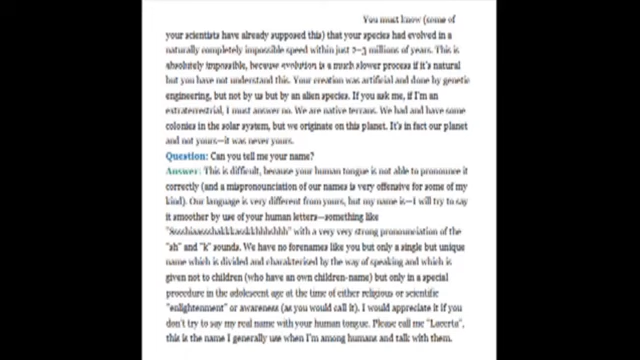 You must know (some of
your scientists have already supposed this) that your species had evolved in a
naturally completely impossible speed within just 2–3 millions of years. This is
absolutely impossible, because evolution is a much slower process if it's natural
but you have not understand this. Your creation was artificial and done by genetic
engineering, but not by us but by an alien species. If you ask me, if I'm an
extraterrestrial, I must answer no. We are native terrans. We had and have some
colonies in the solar system, but we originate on this planet. It's in fact our planet
and not yours—it was never yours.
Question: Can you tell me your name?
Answer: This is difficult, because your human tongue is not able to pronounce it
correctly (and a mispronounciation of our names is very offensive for some of my
kind). Our language is very different from yours, but my name is—I will try to say
it smoother by use of your human letters—something like
with a very very strong pronounciation of the
"sh" and "k" sounds. We have no forenames like you but only a single but unique
name which is divided and charakterized by the way of speaking and which is
given not to children (who have an own children-name) but only in a special
procedure in the adolescent age at the time of either religious or scientific
"enlightenment" or awareness (as you would call it). I would appreciate it if you
don't try to say my real name with your human tongue. Please call me "Lacerta",
this is the name I generally use when I'm among humans and talk with them.